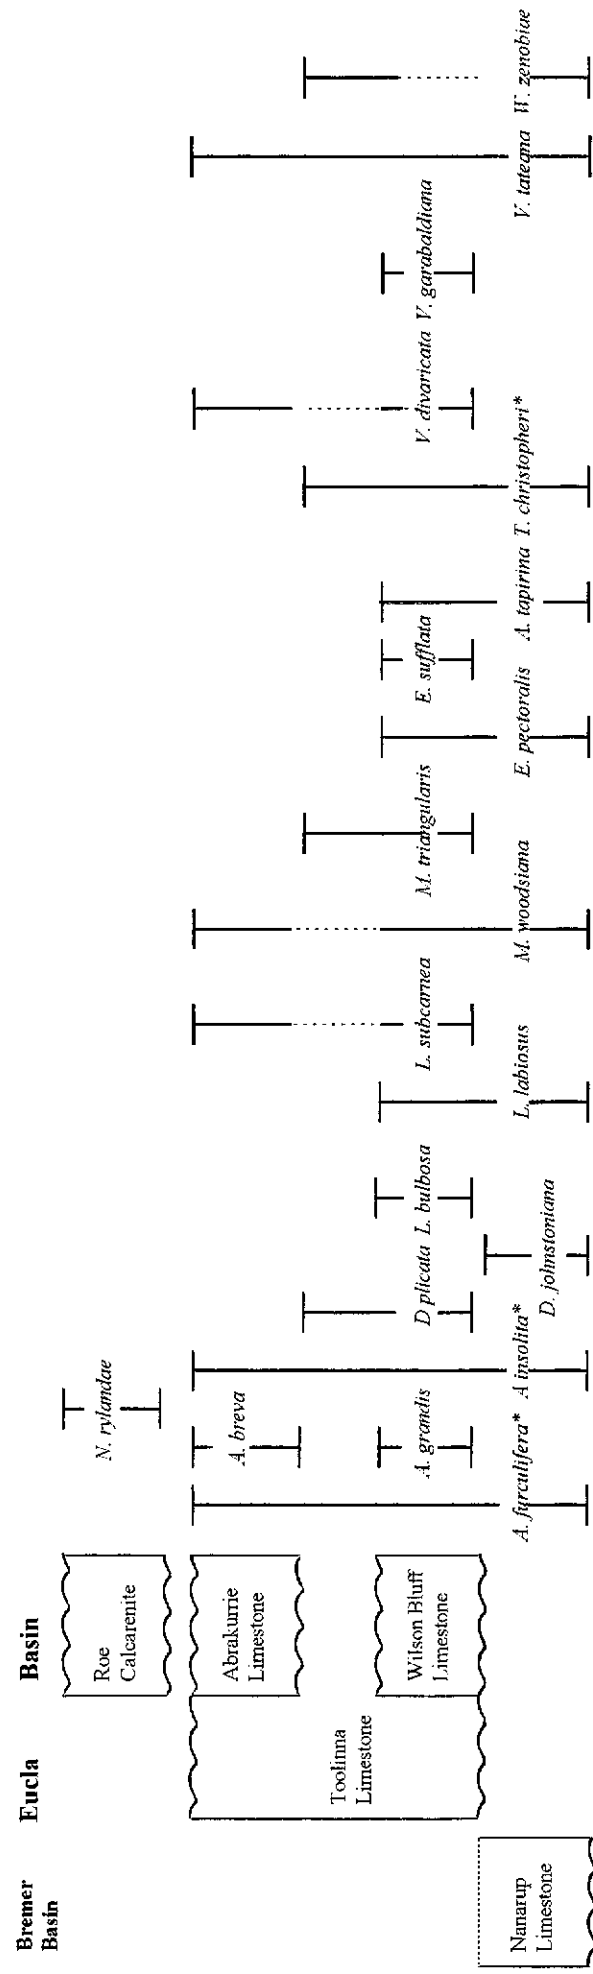 Bremer
Basin
Eucla Basin
Roe
Calcarenite
Abrakurrie
Limestone
Toolinna
Limestone
Wilson Bluff
Limestone
Nanarup
Limestone
A. furculifera*
A. breva
A. grandis
N. rylandae
A insolita*
D plicata
D. johnstoniana
L. bulbosa
L. labiosus
L. subcarnea
M. woodsiana
M. triangularis
E. pectoralis
E. sufflata
A. tapirina
T. christopheri*
V. divaricata
V. garabaldiana
V. tateana
W. zenobiae